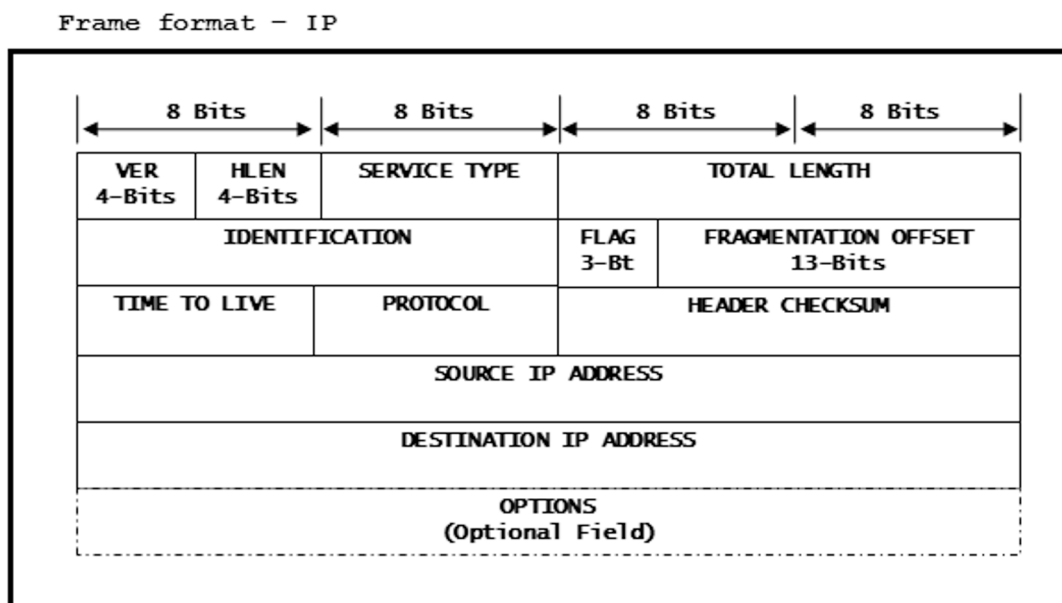 Frame format - IP
8 Bits 8 Bits 8 Bits 8 Bits
VER HLEN SERVICE TYPE TOTAL LENGTH
4-Bits 4-Bits
IDENTIFICATION FLAG FRAGMENTATION OFFSET
3-Bt 13-Bits
TIME TO LIVE PROTOCOL HEADER CHECKSUM
SOURCE IP ADDRESS
DESTINATION IP ADDRESS
OPTIONS
(Optional Field)